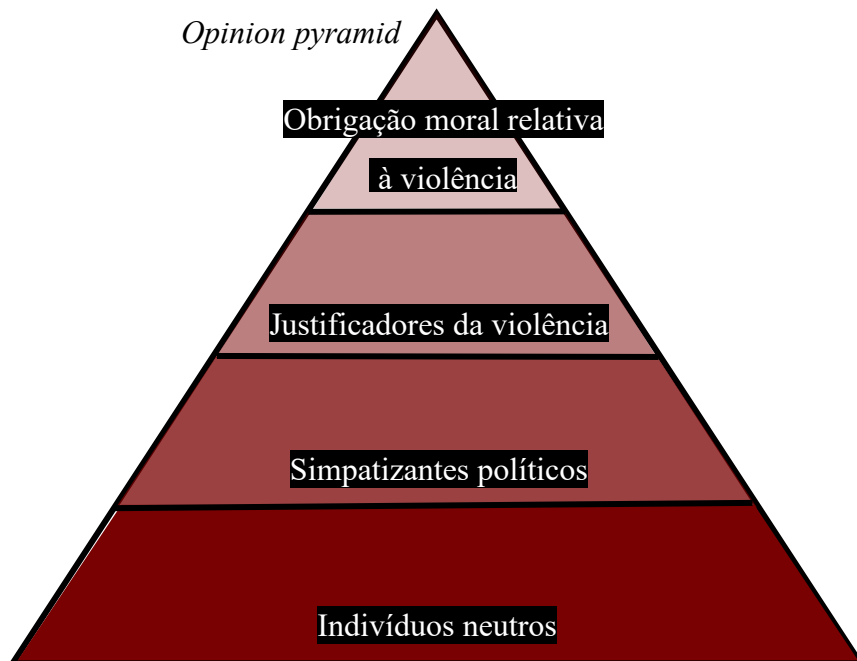 Opinion pyramid
Obrigação moral relativa
à violência
Justificadores da violência
Simpatizantes políticos
Indivíduos neutros